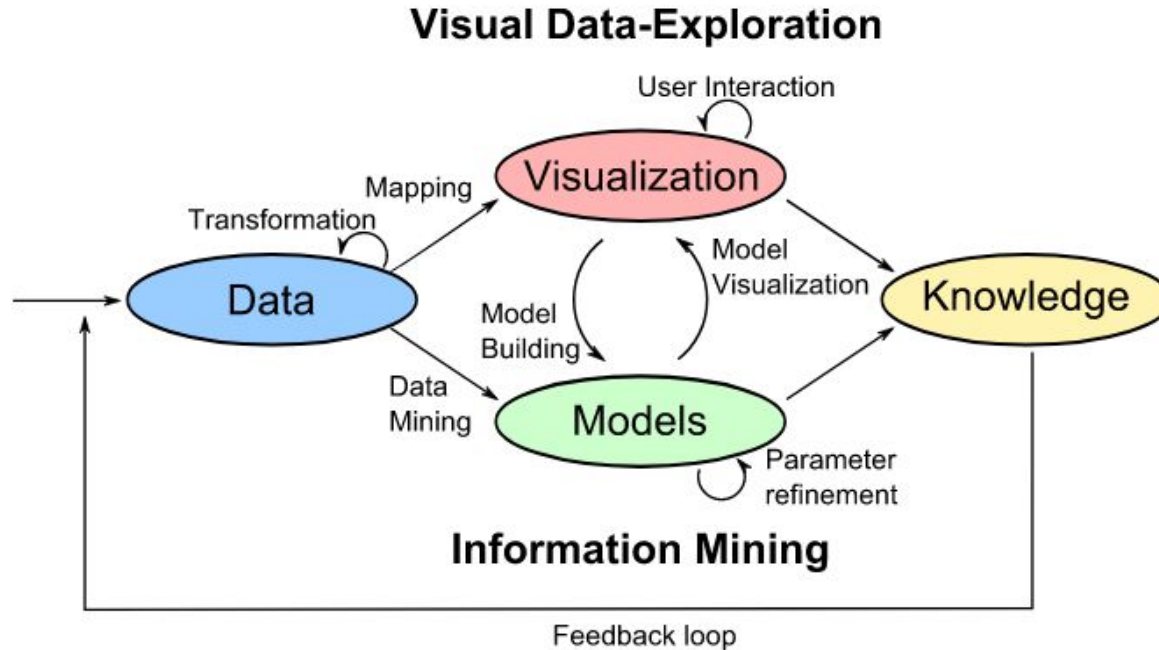 Visual Data-Exploration
User Interaction
Visualization
Mapping
Transformation
Data
Model
Visualization
Knowledge
Model
Building
Data
Mining
Models
Parameter
refinement
Information Mining
Feedback loop